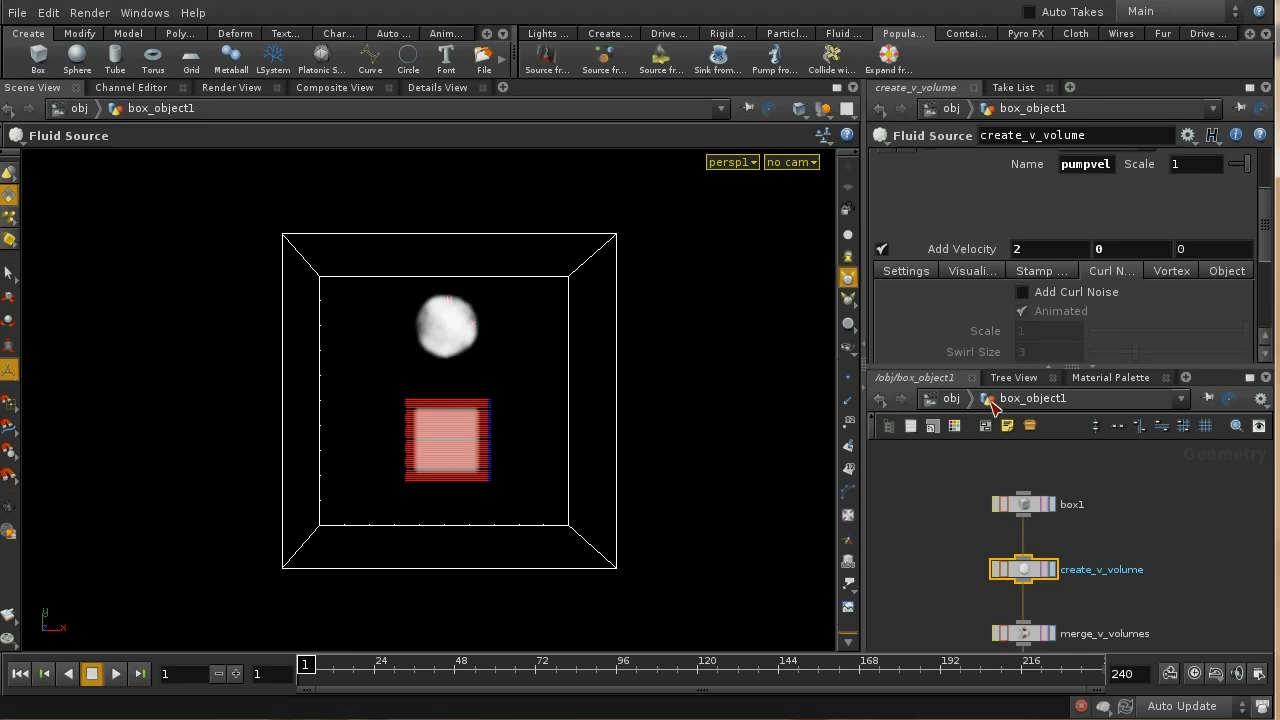 File Edit Render Windows Help Auto Takes Main
Create Modify Model Poly... Deform Text... Char... Auto ... Anim... Lights ... Create ... Drive ... Rigid ... Particl... Fluid ... Popula... Contai... Pyro FX Cloth Wires Fur Drive ...
Box Sphere Tube Torus Grid Metaball LSystem Platonic S... Curve Circle Font File Source fr... Source fr... Source fr... Sink from... Pump fro... Collide wi... Expand fr...
Scene View Channel Editor Render View Composite View Details View create_v_volume Take List
obj box_object1 obj box_object1
Fluid Source Fluid Source create_v_volume
persp1 no cam
Name pumpvel Scale 1
Add Velocity 2 0 0
Settings Visuali... Stamp ... Curl N... Vortex Object
Add Curl Noise
Animated
Scale 1
Swirl Size 3
/obj/box_object1 Tree View Material Palette
obj box_object1
Geometry
box1
create_v_volume
merge_v_volumes
y
x
1 1 1 24 48 72 96 120 144 168 192 216 240
Auto Update